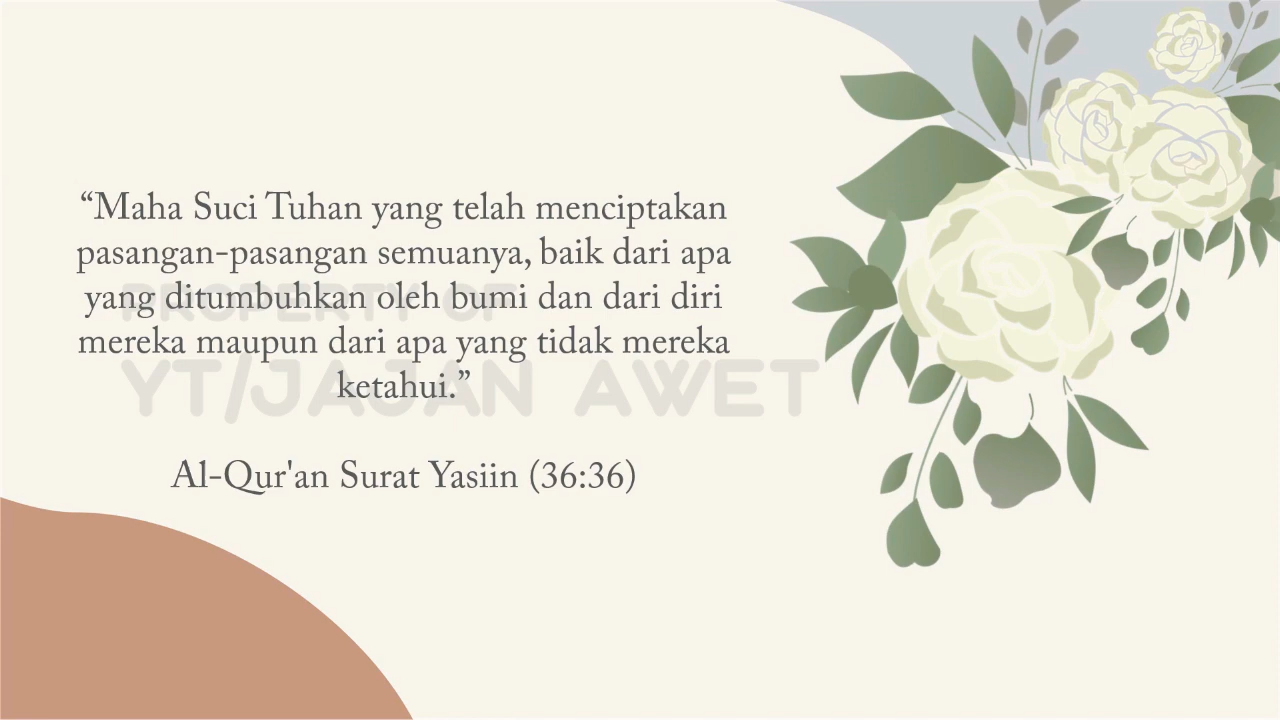 “Maha Suci Tuhan yang telah menciptakan
pasangan-pasangan semuanya, baik dari apa
yang ditumbuhkan oleh bumi dan dari diri
mereka maupun dari apa yang tidak mereka
ketahui.”
Al-Qur'an Surat Yasiin (36:36)
PROPERTY OF
YT/JAJAN AWET